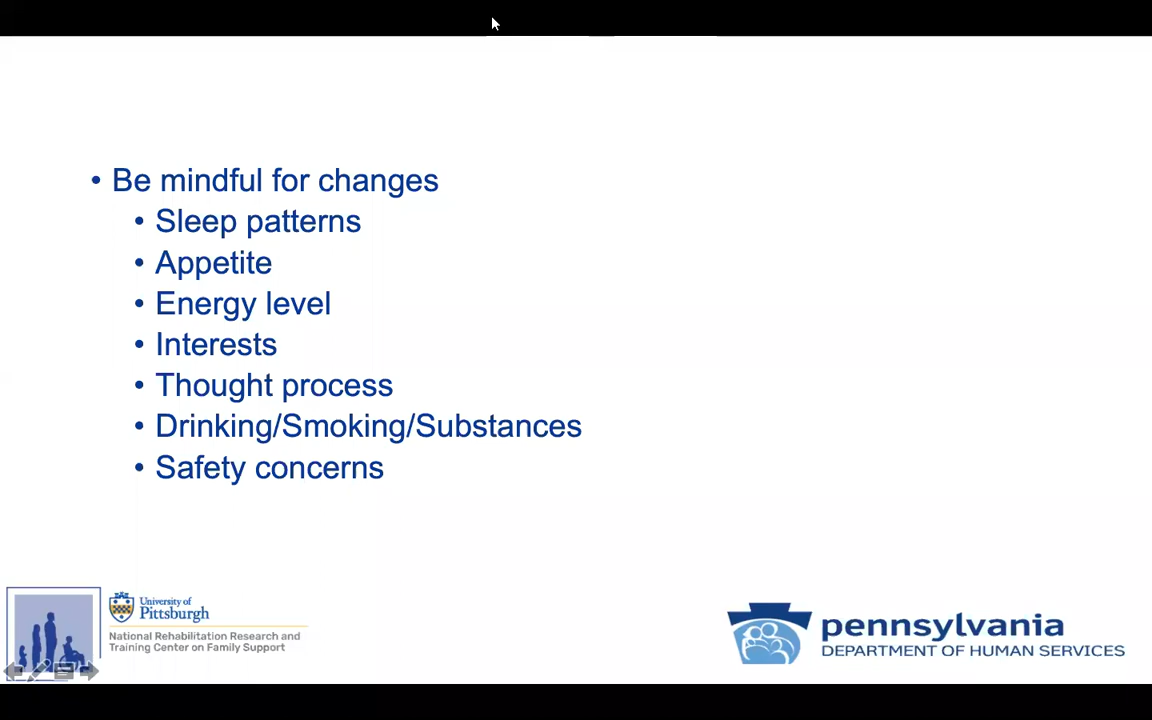 • Be mindful for changes
• Sleep patterns
• Appetite
• Energy level
• Interests
• Thought process
• Drinking/Smoking/Substances
• Safety concerns
University of
Pittsburgh
National Rehabilitation Research and
Training Center on Family Support
pennsylvania
DEPARTMENT OF HUMAN SERVICES